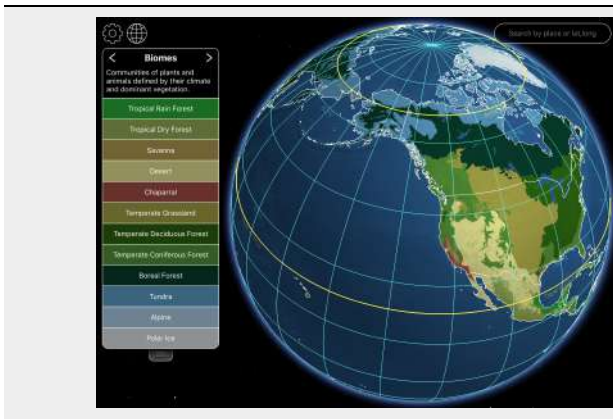 Search by place or lat,long
< Biomes >
Communities of plants and
animals defined by their climate
and dominant vegetation.
Tropical Rain Forest
Tropical Dry Forest
Savanna
Desert
Chaparral
Temperate Grassland
Temperate Deciduous Forest
Temperate Coniferous Forest
Boreal Forest
Tundra
Alpine
Polar Ice